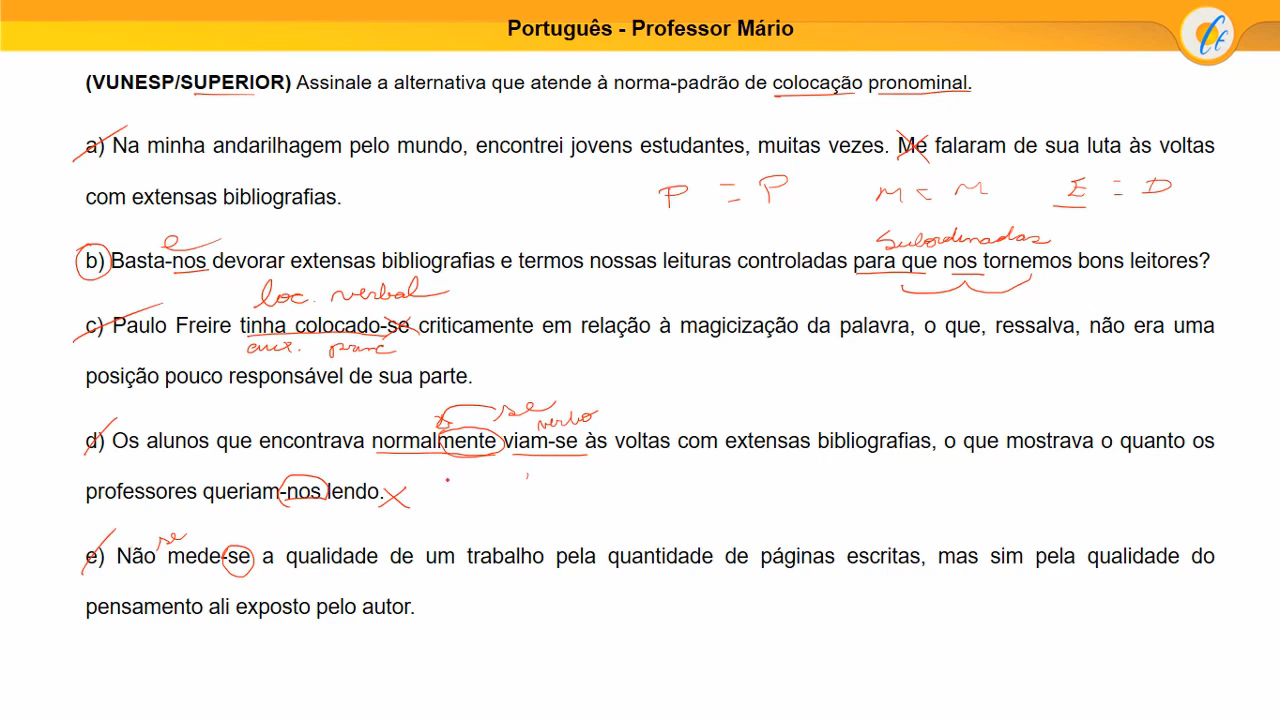 Português - Professor Mário
(VUNESP/SUPERIOR) Assinale a alternativa que atende à norma-padrão de colocação pronominal.
a) Na minha andarilhagem pelo mundo, encontrei jovens estudantes, muitas vezes. Me falaram de sua luta às voltas
com extensas bibliografias.
P = P M < M E = D
e
Subordinadas
b) Basta-nos devorar extensas bibliografias e termos nossas leituras controladas para que nos tornemos bons leitores?
loc. verbal
c) Paulo Freire tinha colocado-se criticamente em relação à magicização da palavra, o que, ressalva, não era uma
aux. princ
posição pouco responsável de sua parte.
se
verbo
d) Os alunos que encontrava normalmente viam-se às voltas com extensas bibliografias, o que mostrava o quanto os
professores queriam-nos lendo.
se
e) Não mede-se a qualidade de um trabalho pela quantidade de páginas escritas, mas sim pela qualidade do
pensamento ali exposto pelo autor.